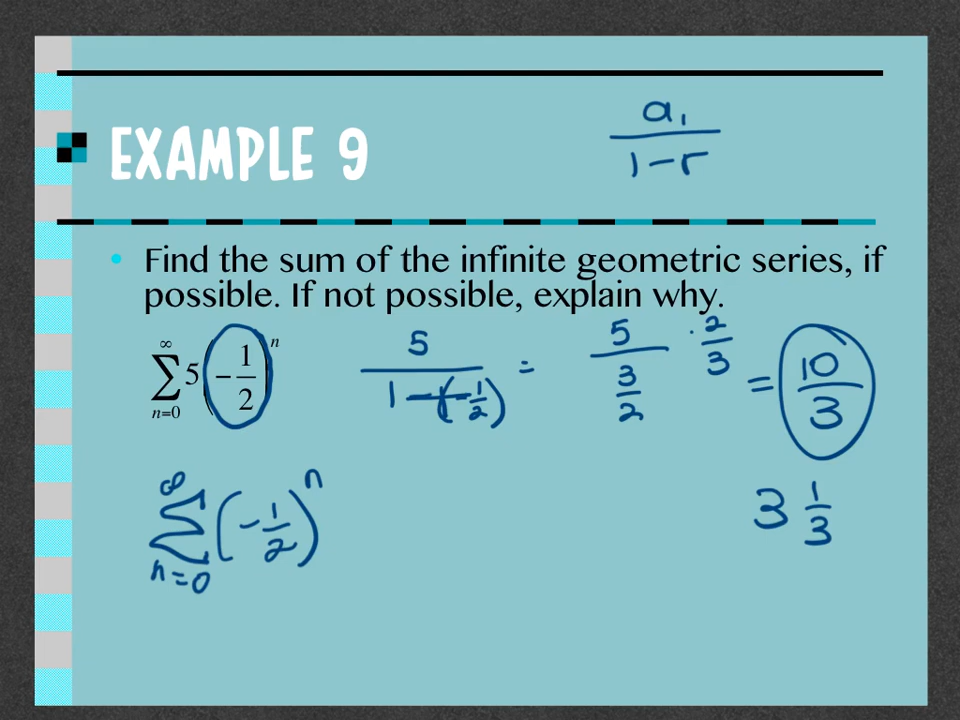 EXAMPLE 9
a₁/(1-r)
• Find the sum of the infinite geometric series, if
possible. If not possible, explain why.
∞ ∑ n=0 5(-1/2)ⁿ
5/(1-(-1/2)) = 5/(3/2) · 2/3 = 10/3
∞ ∑ n=0 (-1/2)ⁿ
3 1/3